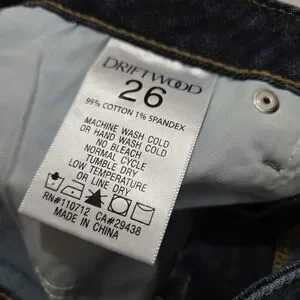 DRIFTWOOD
26
99% COTTON 1% SPANDEX
MACHINE WASH COLD
OR HAND WASH COLD
NO BLEACH
NORMAL CYCLE
TUMBLE DRY
LOW TEMPERATURE
OR LINE DRY
RN#110712 CA#29438
MADE IN CHINA